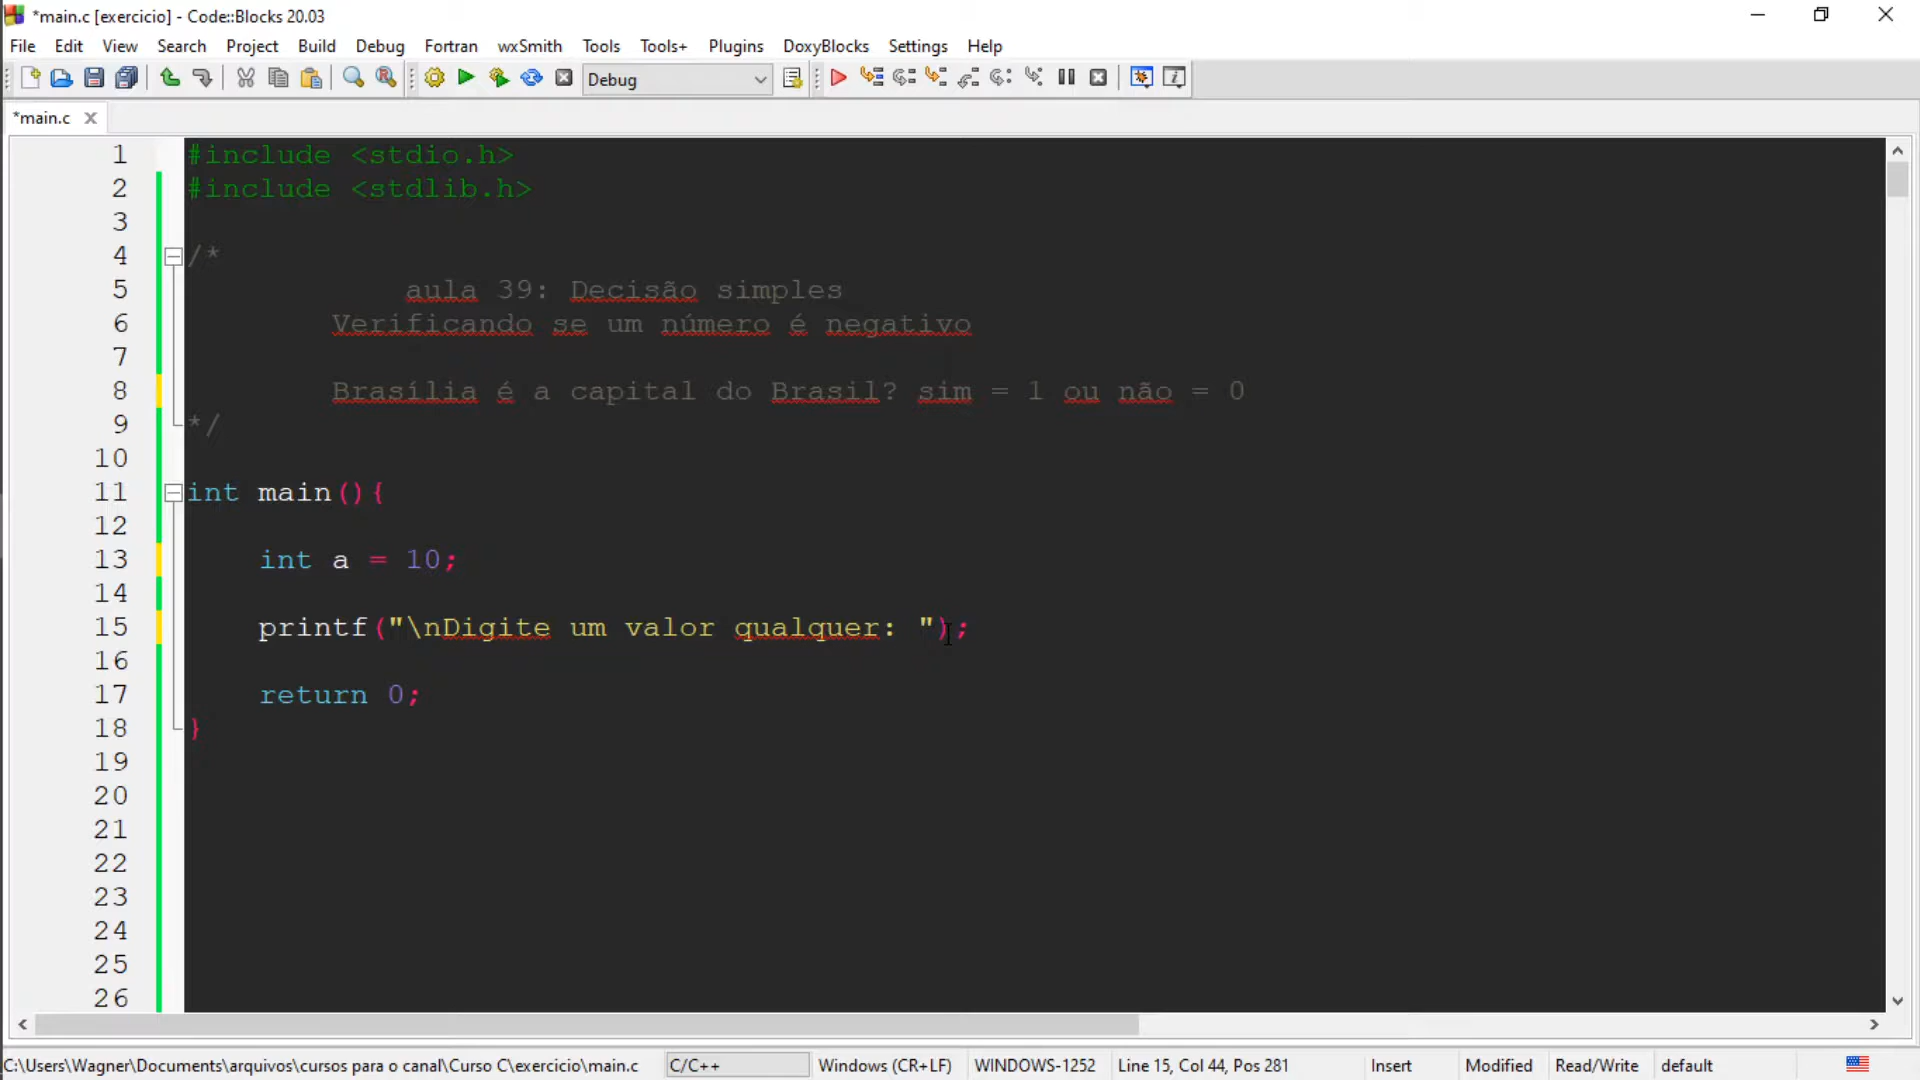 *main.c [exercicio] - Code::Blocks 20.03
File Edit View Search Project Build Debug Fortran wxSmith Tools Tools+ Plugins DoxyBlocks Settings Help
Debug
*main.c
1 #include <stdio.h>
2 #include <stdlib.h>
3
4 /*
5 aula 39: Decisão simples
6 Verificando se um número é negativo
7
8 Brasília é a capital do Brasil? sim = 1 ou não = 0
9 */
10
11 int main(){
12
13 int a = 10;
14
15 printf("\nDigite um valor qualquer: ");
16
17 return 0;
18 }
19
20
21
22
23
24
25
26
C:\Users\Wagner\Documents\arquivos\cursos para o canal\Curso C\exercicio\main.c C/C++ Windows (CR+LF) WINDOWS-1252 Line 15, Col 44, Pos 281 Insert Modified Read/Write default